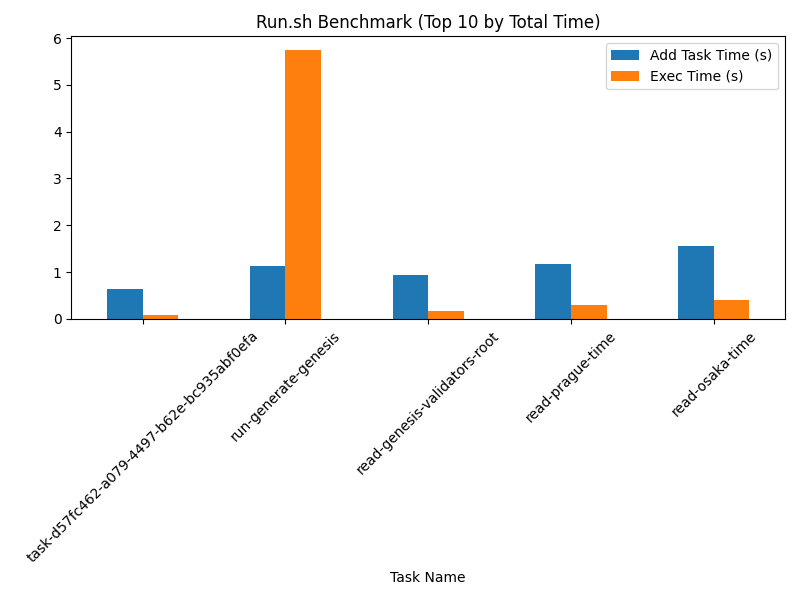 Run.sh Benchmark (Top 10 by Total Time)
Add Task Time (s)
Exec Time (s)
6
5
4
3
2
1
0
task-d57fc462-a079-4497-b62e-bc935abf0efa
run-generate-genesis
read-genesis-validators-root
read-prague-time
read-osaka-time
Task Name